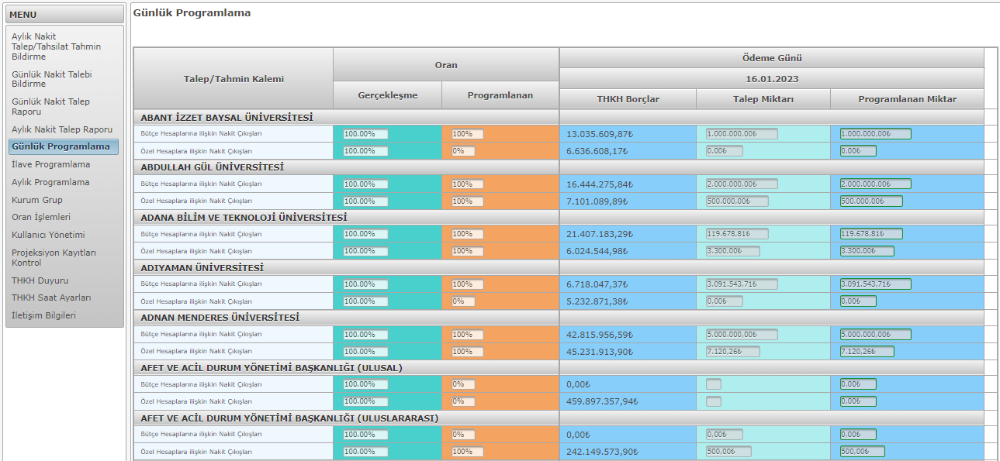 MENU
Aylık Nakit
Talep/Tahsilat Tahmin
Bildirme
Günlük Nakit Talebi
Bildirme
Günlük Nakit Talep
Raporu
Aylık Nakit Talep Raporu
Günlük Programlama
İlave Programlama
Aylık Programlama
Kurum Grup
Oran İşlemleri
Kullanıcı Yönetimi
Projeksiyon Kayıtları
Kontrol
THKH Duyuru
THKH Saat Ayarları
İletişim Bilgileri
Günlük Programlama
Talep/Tahmin Kalemi Oran Ödeme Günü
16.01.2023
Gerçekleşme Programlanan THKH Borçlar Talep Miktarı Programlanan Miktar
ABANT İZZET BAYSAL ÜNİVERSİTESİ
Bütçe Hesaplarına ilişkin Nakit Çıkışları 100.00% 100% 13.035.609,87₺ 1.000.000,00₺ 1.000.000,00₺
Özel Hesaplara ilişkin Nakit Çıkışları 100.00% 0% 6.636.608,17₺ 0,00₺ 0,00₺
ABDULLAH GÜL ÜNİVERSİTESİ
Bütçe Hesaplarına ilişkin Nakit Çıkışları 100.00% 100% 16.444.275,84₺ 2.000.000,00₺ 2.000.000,00₺
Özel Hesaplara ilişkin Nakit Çıkışları 100.00% 100% 7.101.089,89₺ 500.000,00₺ 500.000,00₺
ADANA BİLİM VE TEKNOLOJİ ÜNİVERSİTESİ
Bütçe Hesaplarına ilişkin Nakit Çıkışları 100.00% 100% 21.407.183,29₺ 119.678,81₺ 119.678,81₺
Özel Hesaplara ilişkin Nakit Çıkışları 100.00% 100% 6.024.544,98₺ 3.300,00₺ 3.300,00₺
ADIYAMAN ÜNİVERSİTESİ
Bütçe Hesaplarına ilişkin Nakit Çıkışları 100.00% 100% 6.718.047,37₺ 3.091.543,71₺ 3.091.543,71₺
Özel Hesaplara ilişkin Nakit Çıkışları 100.00% 0% 5.232.871,38₺ 0,00₺ 0,00₺
ADNAN MENDERES ÜNİVERSİTESİ
Bütçe Hesaplarına ilişkin Nakit Çıkışları 100.00% 100% 42.815.956,59₺ 5.000.000,00₺ 5.000.000,00₺
Özel Hesaplara ilişkin Nakit Çıkışları 100.00% 100% 45.231.913,90₺ 7.120,26₺ 7.120,26₺
AFET VE ACİL DURUM YÖNETİMİ BAŞKANLIĞI (ULUSAL)
Bütçe Hesaplarına ilişkin Nakit Çıkışları 100.00% 0% 0,00₺ 0,00₺
Özel Hesaplara ilişkin Nakit Çıkışları 100.00% 0% 459.897.357,94₺ 0,00₺
AFET VE ACİL DURUM YÖNETİMİ BAŞKANLIĞI (ULUSLARARASI)
Bütçe Hesaplarına ilişkin Nakit Çıkışları 100.00% 0% 0,00₺ 0,00₺ 0,00₺
Özel Hesaplara ilişkin Nakit Çıkışları 100.00% 100% 242.149.573,90₺ 500,00₺ 500,00₺